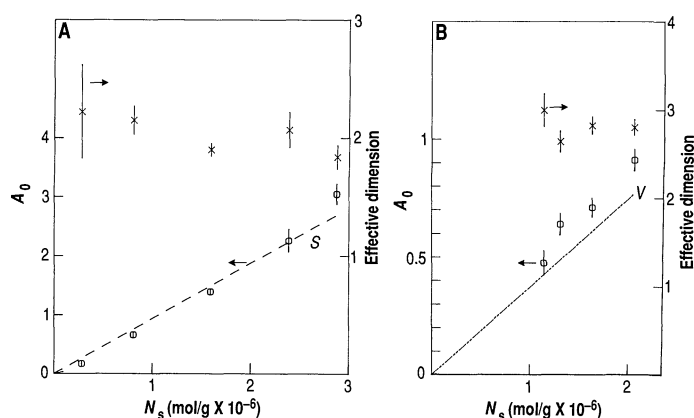 A
3
2
1
4
3
2
1
0
A₀
S
Effective dimension
1
2
3
Nₛ (mol/g X 10⁻⁶)
B
4
3
2
1
1
0.5
0
A₀
V
Effective dimension
1
2
Nₛ (mol/g X 10⁻⁶)